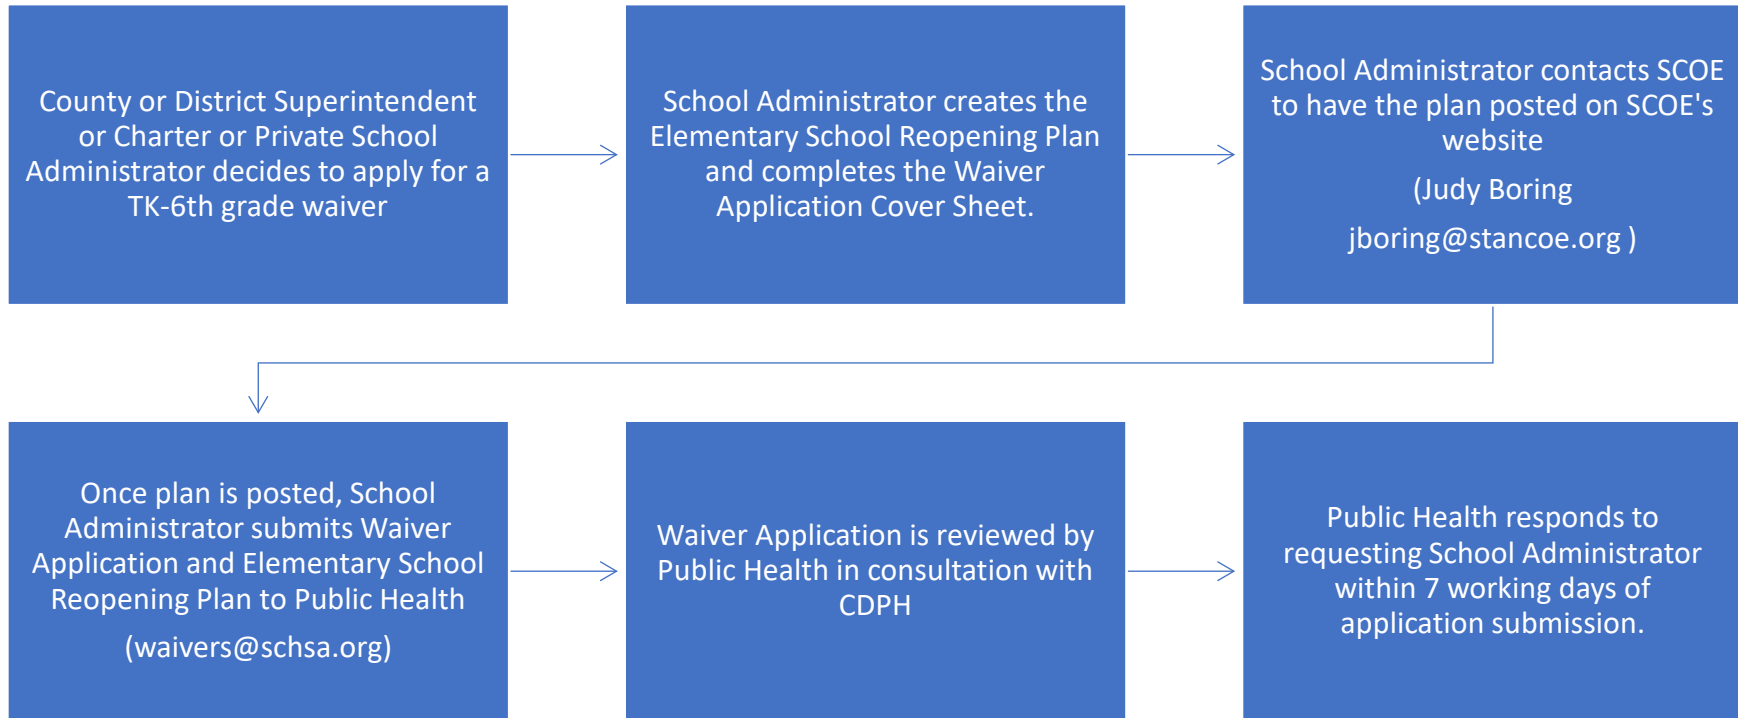 County or District Superintendent
or Charter or Private School
Administrator decides to apply for a
TK-6th grade waiver
School Administrator creates the
Elementary School Reopening Plan
and completes the Waiver
Application Cover Sheet.
School Administrator contacts SCOE
to have the plan posted on SCOE's
website
(Judy Boring
jboring@stancoe.org )
Once plan is posted, School
Administrator submits Waiver
Application and Elementary School
Reopening Plan to Public Health
(waivers@schsa.org)
Waiver Application is reviewed by
Public Health in consultation with
CDPH
Public Health responds to
requesting School Administrator
within 7 working days of
application submission.